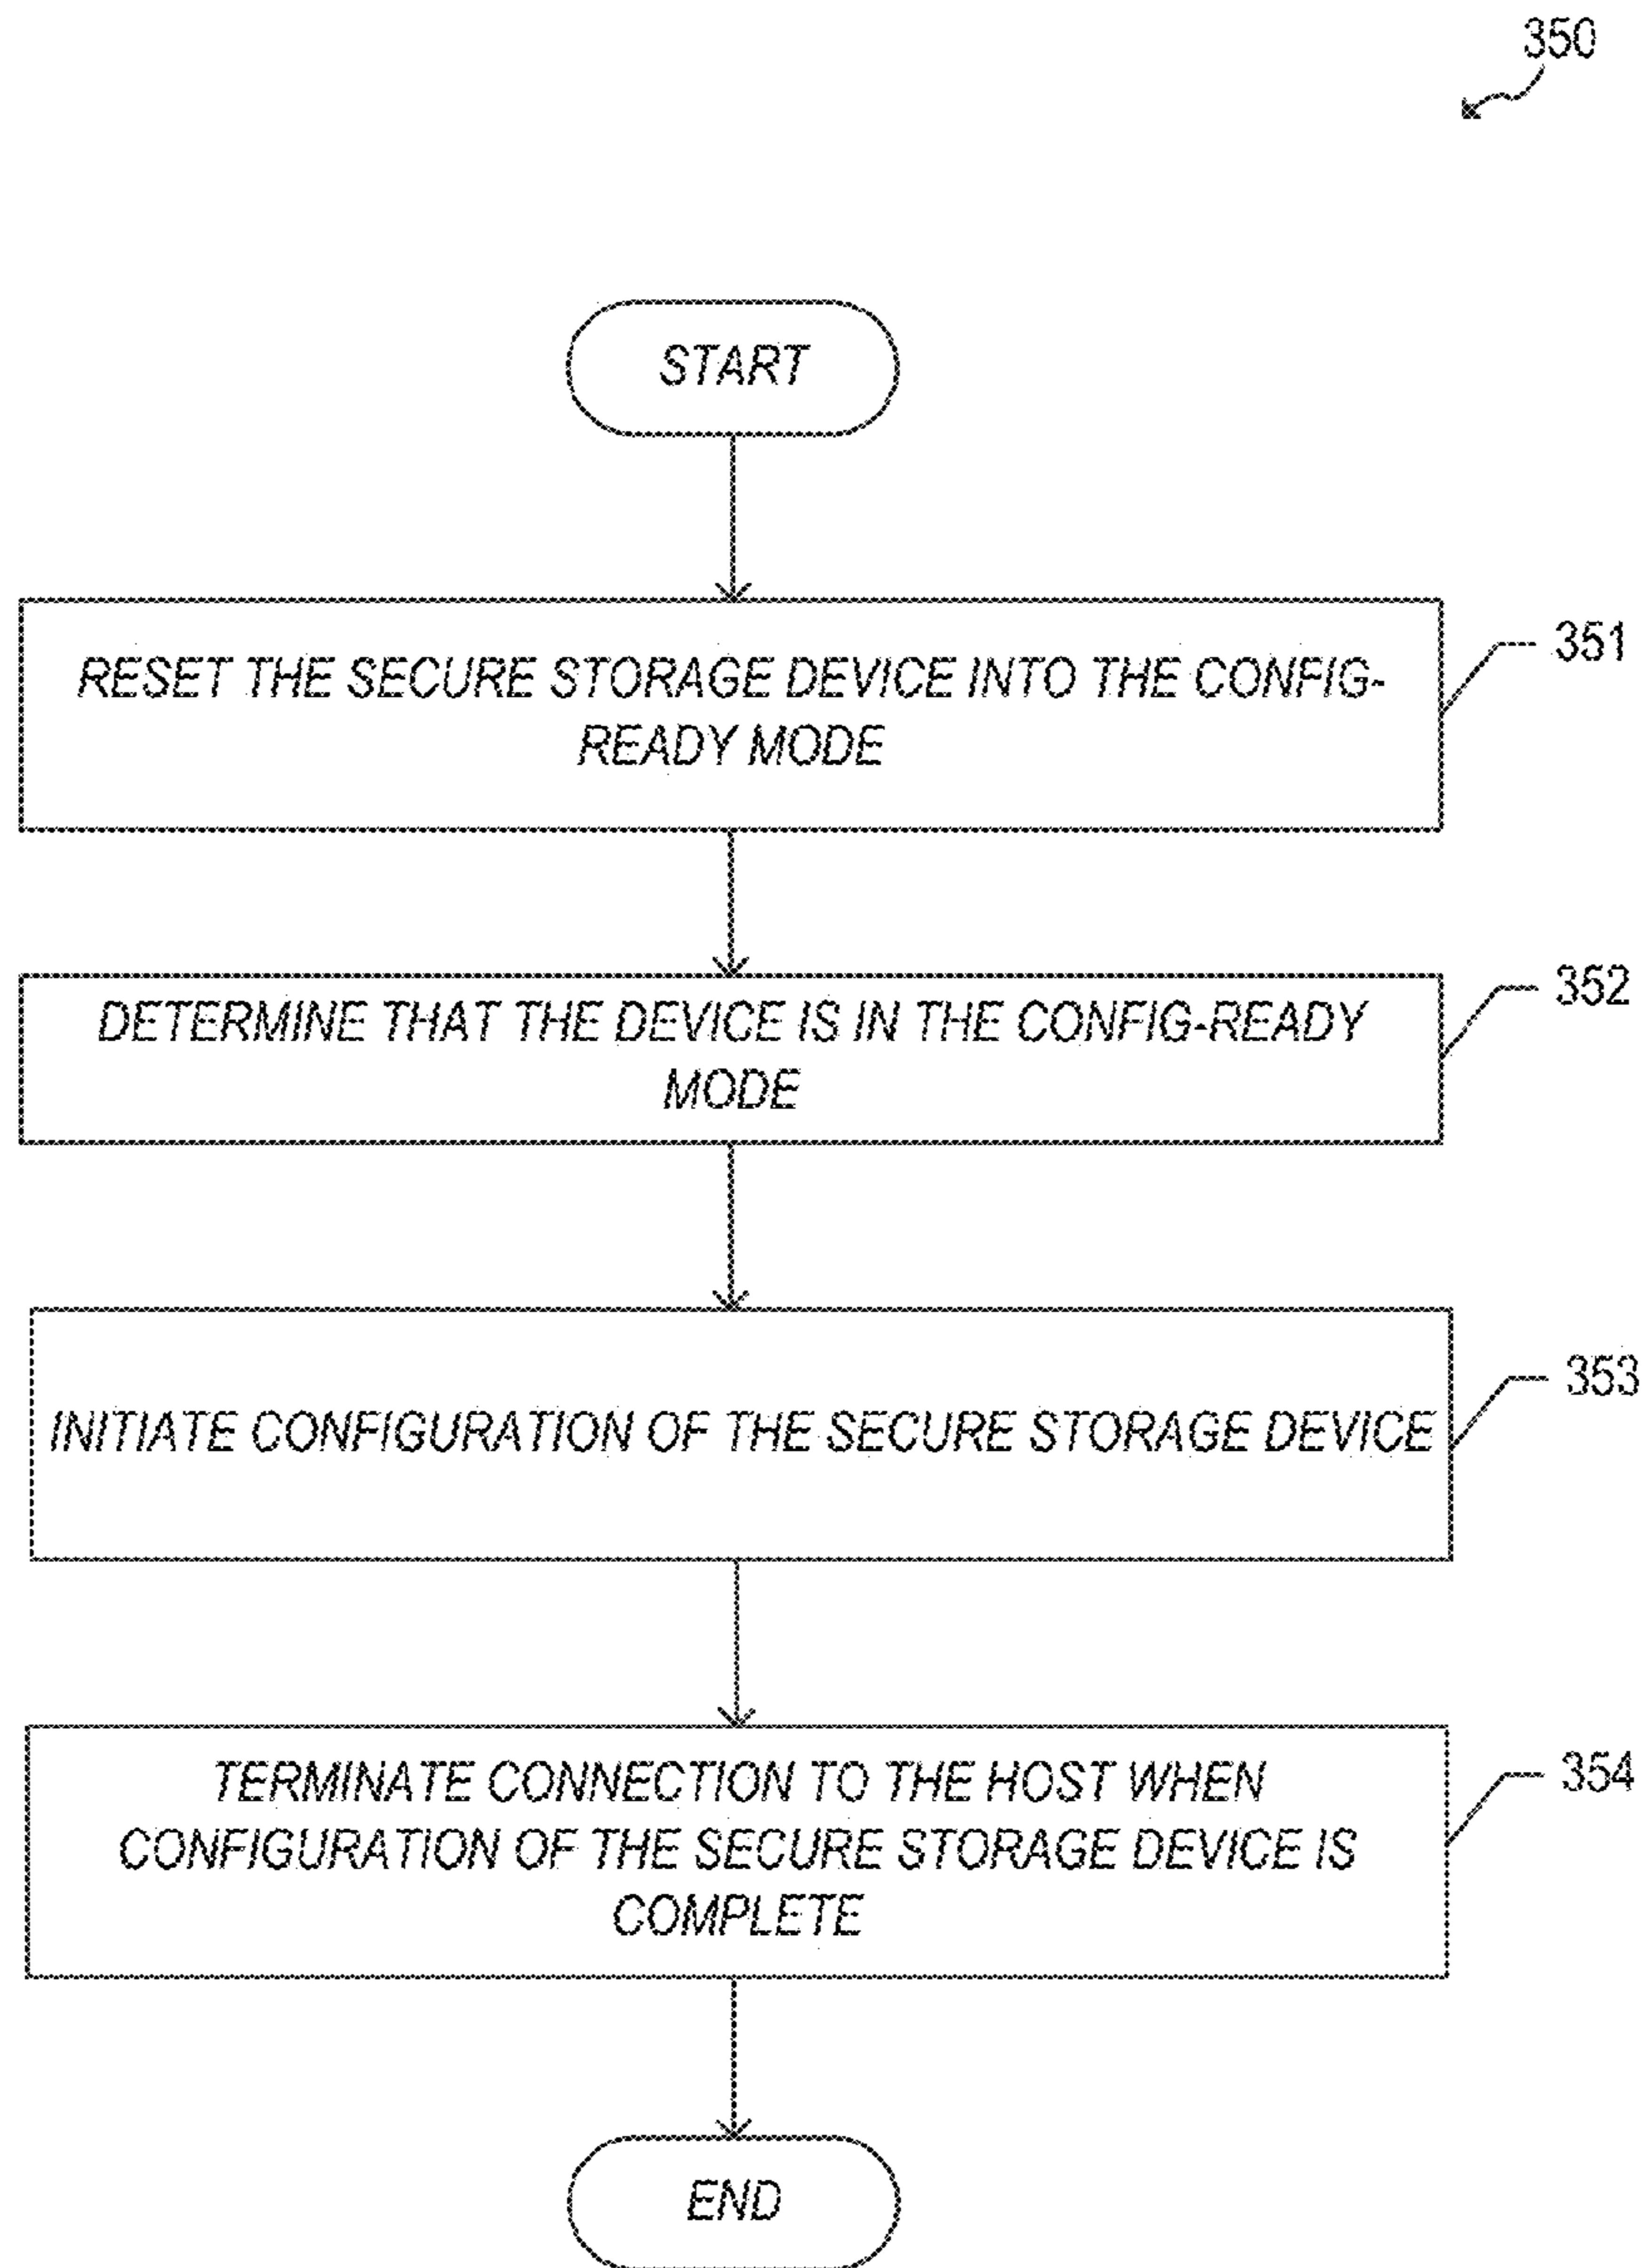 350
START
RESET THE SECURE STORAGE DEVICE INTO THE CONFIG-
READY MODE
351
DETERMINE THAT THE DEVICE IS IN THE CONFIG-READY
MODE
352
INITIATE CONFIGURATION OF THE SECURE STORAGE DEVICE
353
TERMINATE CONNECTION TO THE HOST WHEN
CONFIGURATION OF THE SECURE STORAGE DEVICE IS
COMPLETE
354
END